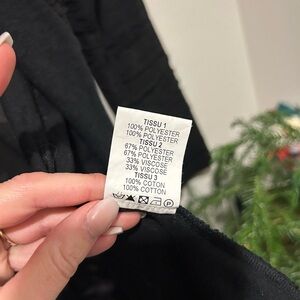 TISSU 1
100% POLYESTER
100% POLYESTER
TISSU 2
67% POLYESTER
67% POLYESTER
33% VISCOSE
33% VISCOSE
TISSU 3
100% COTON
100% COTTON
P